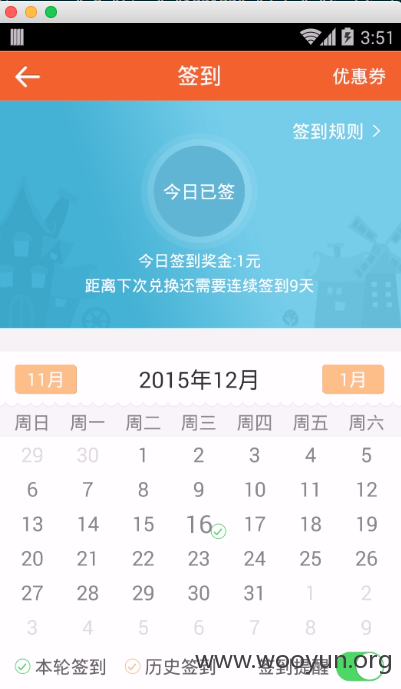 3:51
签到
优惠券
签到规则
今日已签
今日签到奖金:1元
距离下次兑换还需要连续签到9天
11月
2015年12月
1月
周日 周一 周二 周三 周四 周五 周六
29 30 1 2 3 4 5
6 7 8 9 10 11 12
13 14 15 16 17 18 19
20 21 22 23 24 25 26
27 28 29 30 31 1 2
3 4 5 6 7 8 9
本轮签到 历史签到 签到提醒
www.wooyun.org